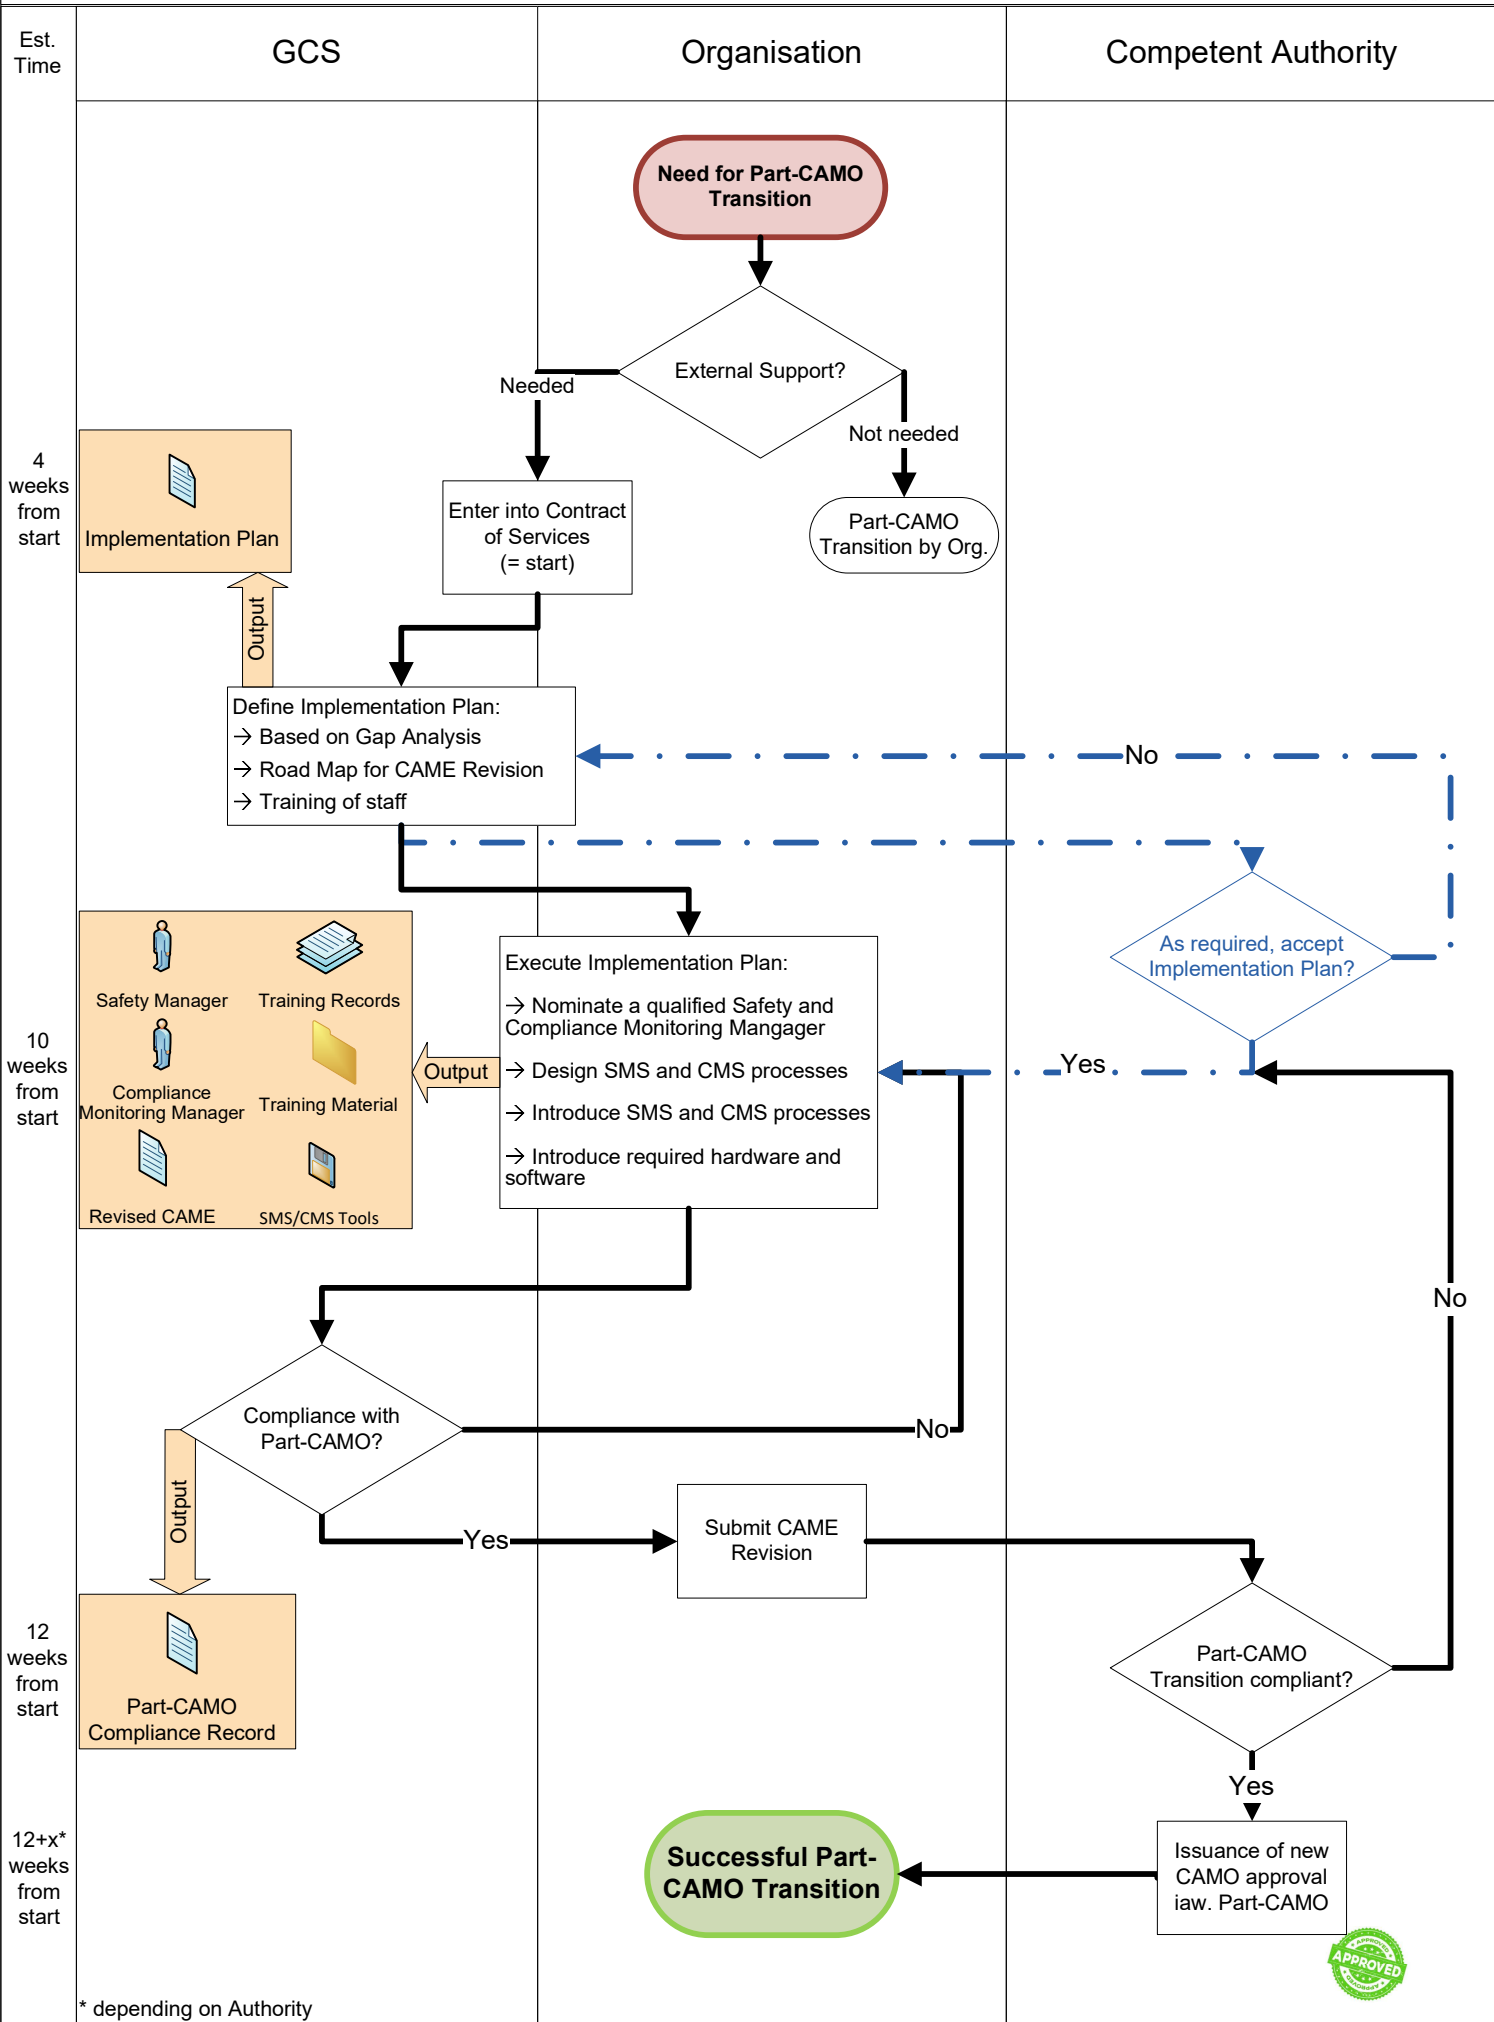 Est.
Time
GCS
Organisation
Competent Authority
Need for Part-CAMO
Transition
External Support?
Needed
Not needed
4
weeks
from
start
Implementation Plan
Enter into Contract
of Services
(= start)
Part-CAMO
Transition by Org.
Output
Define Implementation Plan:
→ Based on Gap Analysis
→ Road Map for CAME Revision
→ Training of staff
No
As required, accept
Implementation Plan?
Yes
10
weeks
from
start
Safety Manager
Training Records
Compliance
Monitoring Manager
Training Material
Revised CAME
SMS/CMS Tools
Output
Execute Implementation Plan:
→ Nominate a qualified Safety and
Compliance Monitoring Mangager
→ Design SMS and CMS processes
→ Introduce SMS and CMS processes
→ Introduce required hardware and
software
No
Compliance with
Part-CAMO?
No
Output
Yes
Submit CAME
Revision
12
weeks
from
start
Part-CAMO
Compliance Record
Part-CAMO
Transition compliant?
Yes
12+x*
weeks
from
start
Successful Part-
CAMO Transition
Issuance of new
CAMO approval
iaw. Part-CAMO
APPROVED
APPROVED
APPROVED
* depending on Authority